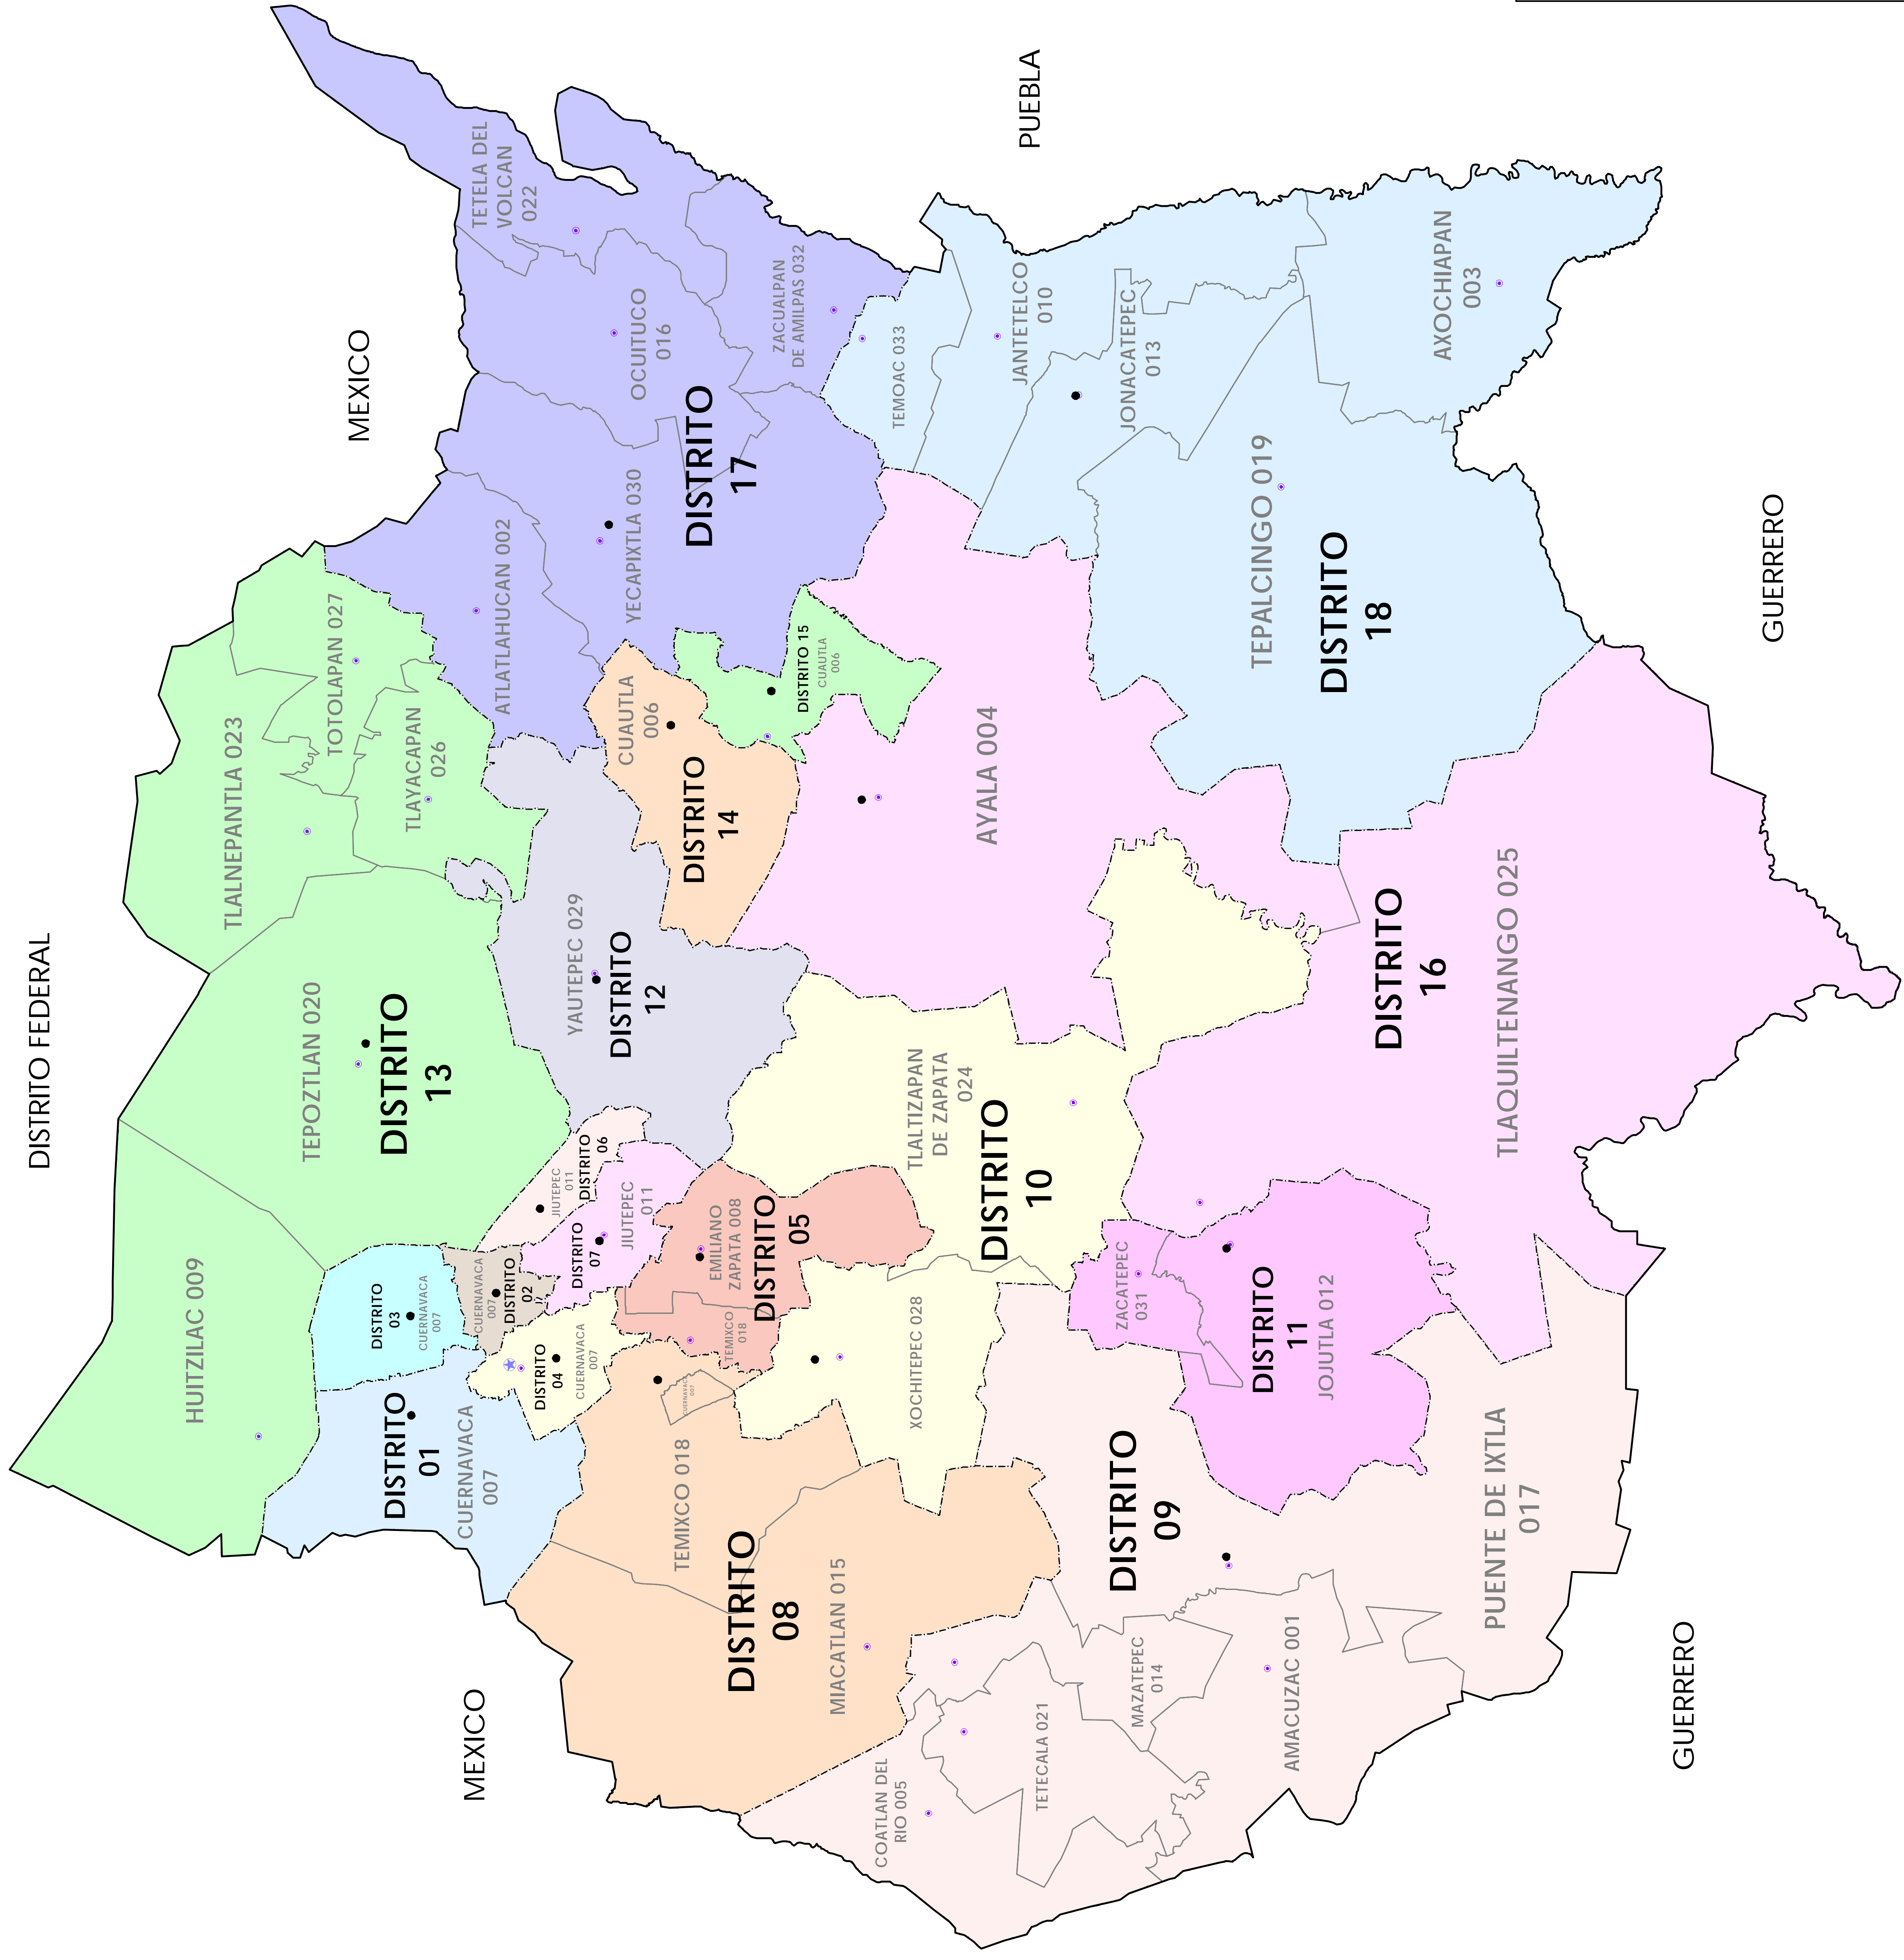 DISTRITO FEDERAL
MEXICO
MEXICO
PUEBLA
GUERRERO
GUERRERO
HUITZILAC 009
TEPOZTLAN 020
DISTRITO
13
TLALNEPANTLA 023
TOTOLAPAN 027
TLAYACAPAN
026
DISTRITO
01
CUERNAVACA
007
DISTRITO
03
CUERNAVACA
007
CUERNAVACA
007
DISTRITO
02
DISTRITO
04
CUERNAVACA
007
JIUTEPEC
011
DISTRITO
06
DISTRITO
07
JIUTEPEC
011
EMILIANO
ZAPATA 008
DISTRITO
05
TEMIXCO
018
CUERNAVACA
007
TEMIXCO 018
DISTRITO
08
MIACATLAN 015
YAUTEPEC 029
DISTRITO
12
CUAUTLA
006
DISTRITO
14
DISTRITO 15
CUAUTLA
006
ATLATLAHUCAN 002
YECAPIXTLA 030
DISTRITO
17
TETELA DEL
VOLCAN
022
OCUITUCO
016
ZACUALPAN
DE AMILPAS 032
TEMOAC 033
JANTETELCO
010
JONACATEPEC
013
AXOCHIAPAN
003
TEPALCINGO 019
DISTRITO
18
AYALA 004
DISTRITO
16
TLAQUILTENANGO 025
TLALTIZAPAN
DE ZAPATA
024
DISTRITO
10
XOCHITEPEC 028
ZACATEPEC
031
DISTRITO
11
JOJUTLA 012
DISTRITO
09
PUENTE DE IXTLA
017
AMACUZAC 001
MAZATEPEC
014
TETECALA 021
COATLAN DEL
RIO 005